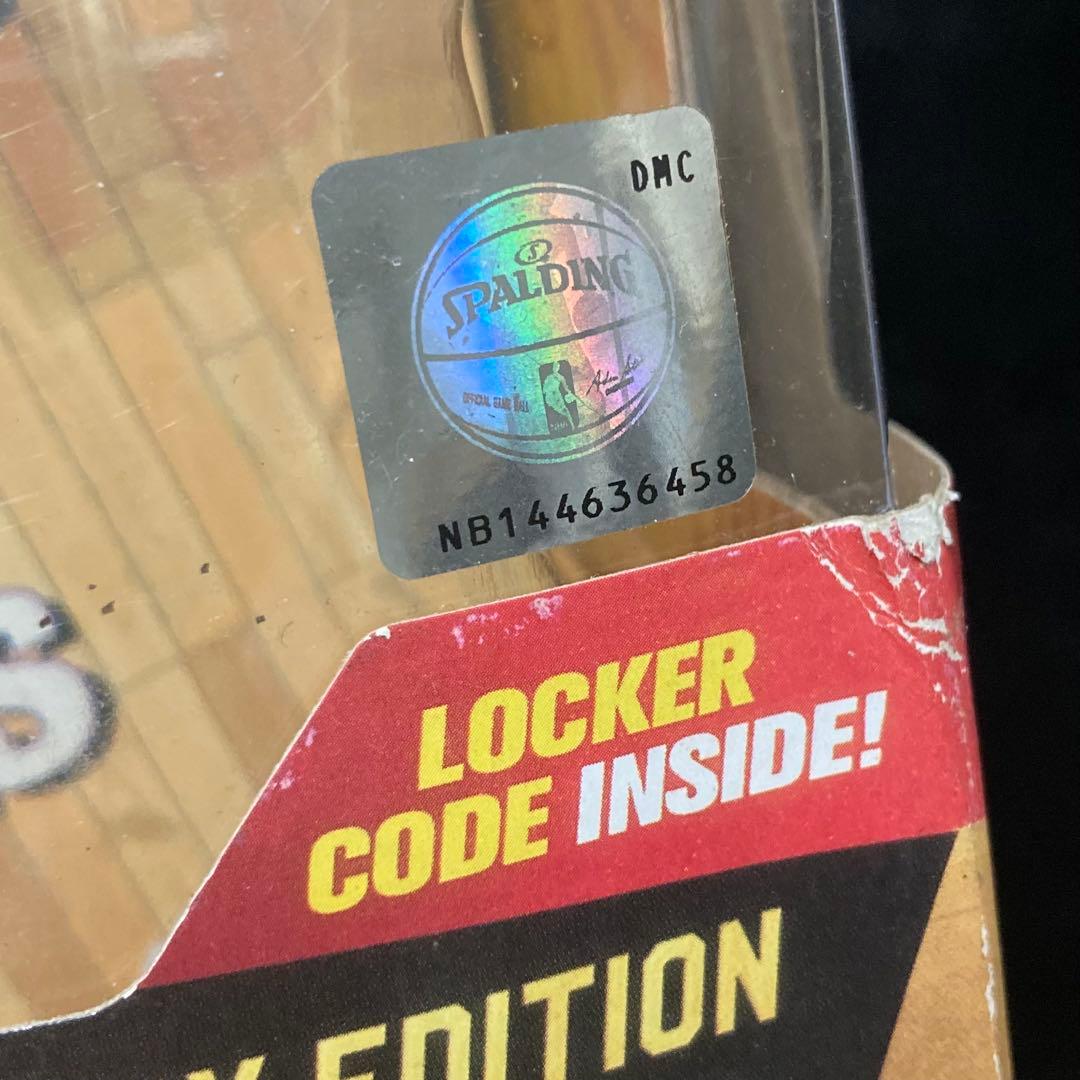 DMC
S
SPALDING
OFFICIAL GAME BALL
NB144636458
S
LOCKER
CODE INSIDE!
EDITION